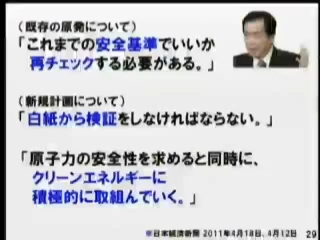 （既存の原発について）
「これまでの安全基準でいいか
再チェックする必要がある。」
（新規計画について）
「白紙から検証をしなければならない。」
「原子力の安全性を求めると同時に、
クリーンエネルギーに
積極的に取組んでいく。」
※日本経済新聞 2011年4月18日、4月12日
29